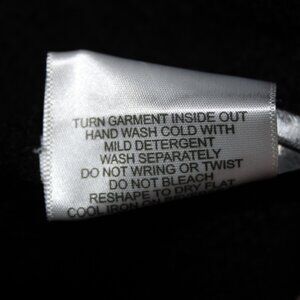 TURN GARMENT INSIDE OUT
HAND WASH COLD WITH
MILD DETERGENT
WASH SEPARATELY
DO NOT WRING OR TWIST
DO NOT BLEACH
RESHAPE TO DRY FLAT
COOL IRON